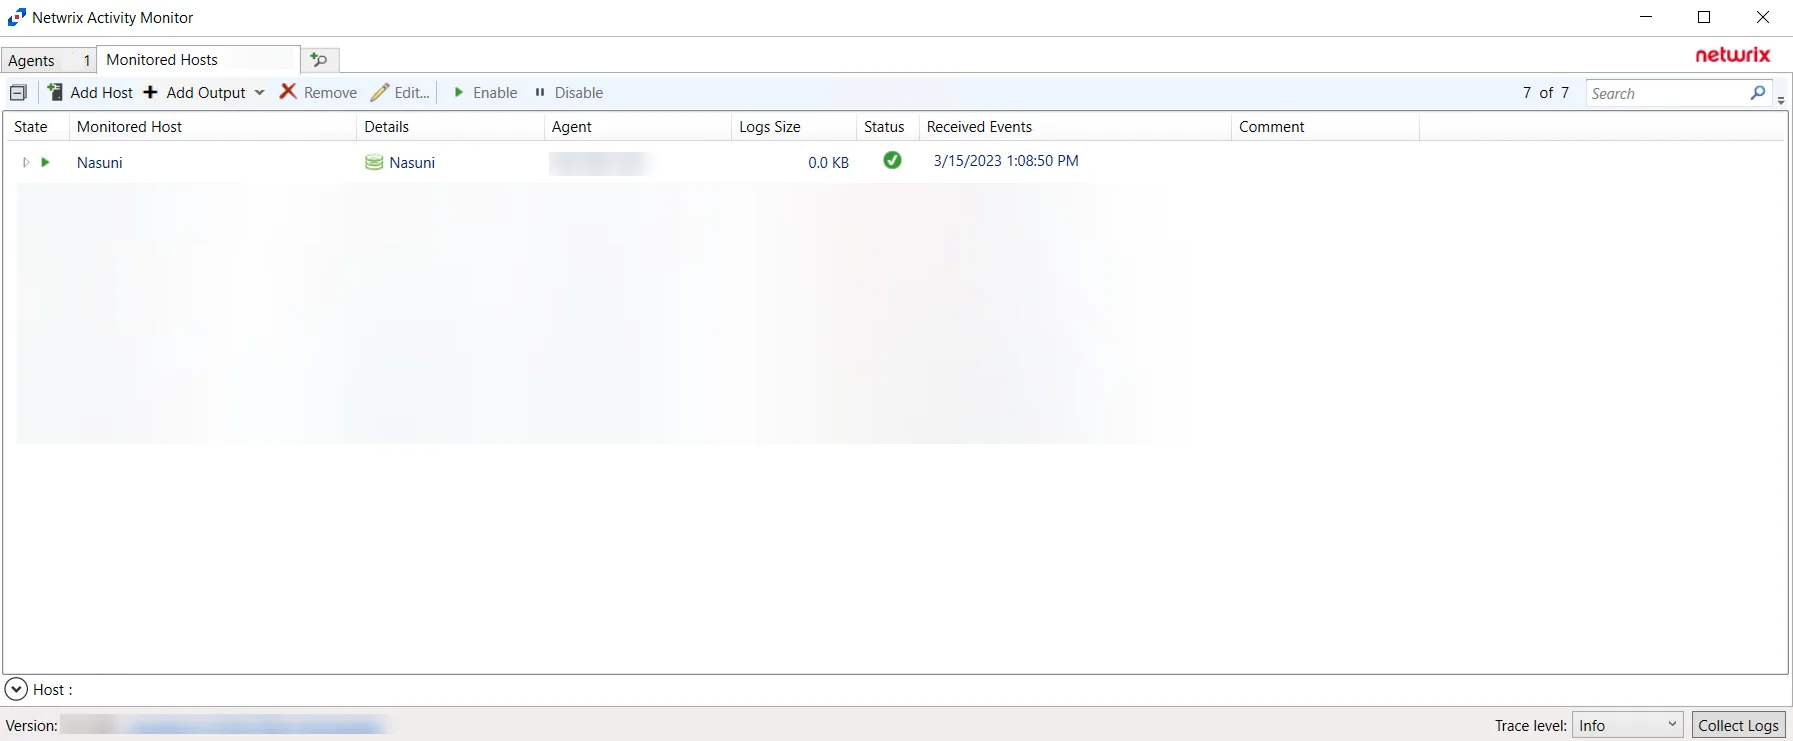 Netwrix Activity Monitor
Agents 1 Monitored Hosts
netwrix
Add Host Add Output Remove Edit... Enable Disable 7 of 7 Search
State Monitored Host Details Agent Logs Size Status Received Events Comment
Nasuni Nasuni 0.0 KB 3/15/2023 1:08:50 PM
Host :
Version: Trace level: Info Collect Logs